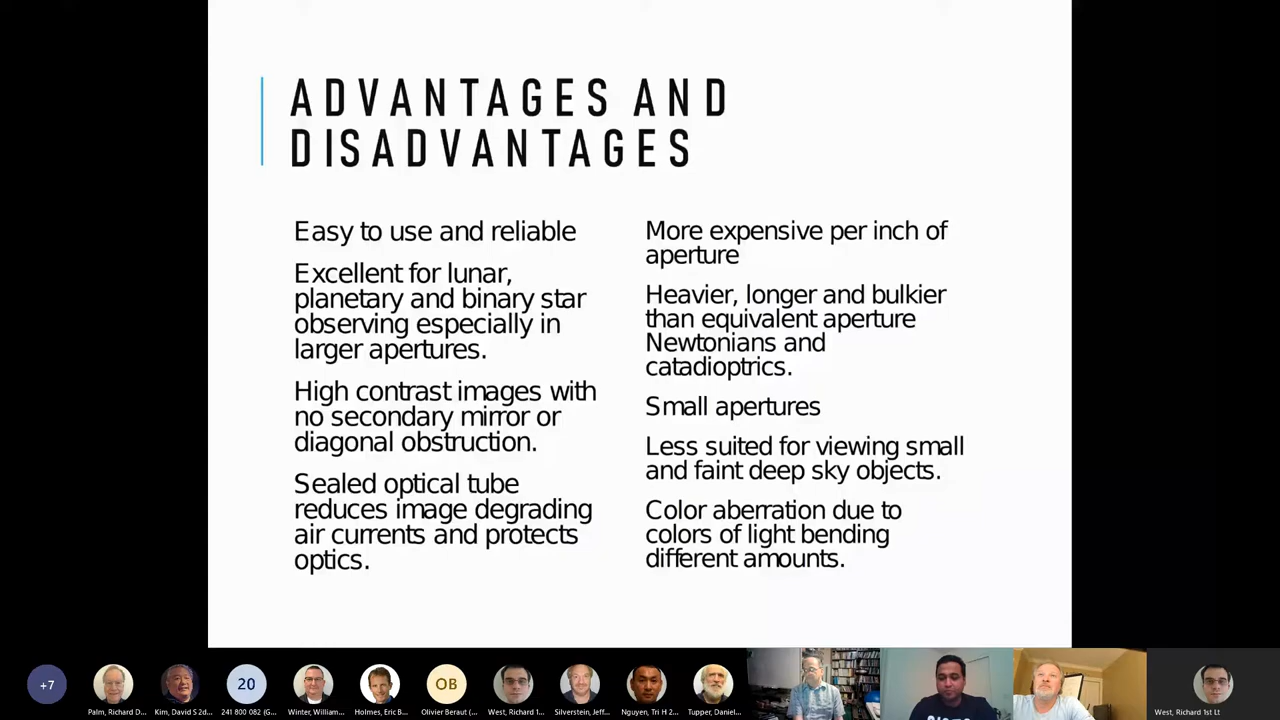 ADVANTAGES AND
DISADVANTAGES
Easy to use and reliable
Excellent for lunar,
planetary and binary star
observing especially in
larger apertures.
High contrast images with
no secondary mirror or
diagonal obstruction.
Sealed optical tube
reduces image degrading
air currents and protects
optics.
More expensive per inch of
aperture
Heavier, longer and bulkier
than equivalent aperture
Newtonians and
catadioptrics.
Small apertures
Less suited for viewing small
and faint deep sky objects.
Color aberration due to
colors of light bending
different amounts.
+7
20
OB
Palm, Richard D...
Kim, David S 2d...
241 800 082 (G...
Winter, William...
Holmes, Eric B...
Olivier Beraut (...
West, Richard 1...
Silverstein, Jeff...
Nguyen, Tri H 2...
Tupper, Daniel...
West, Richard 1st Lt